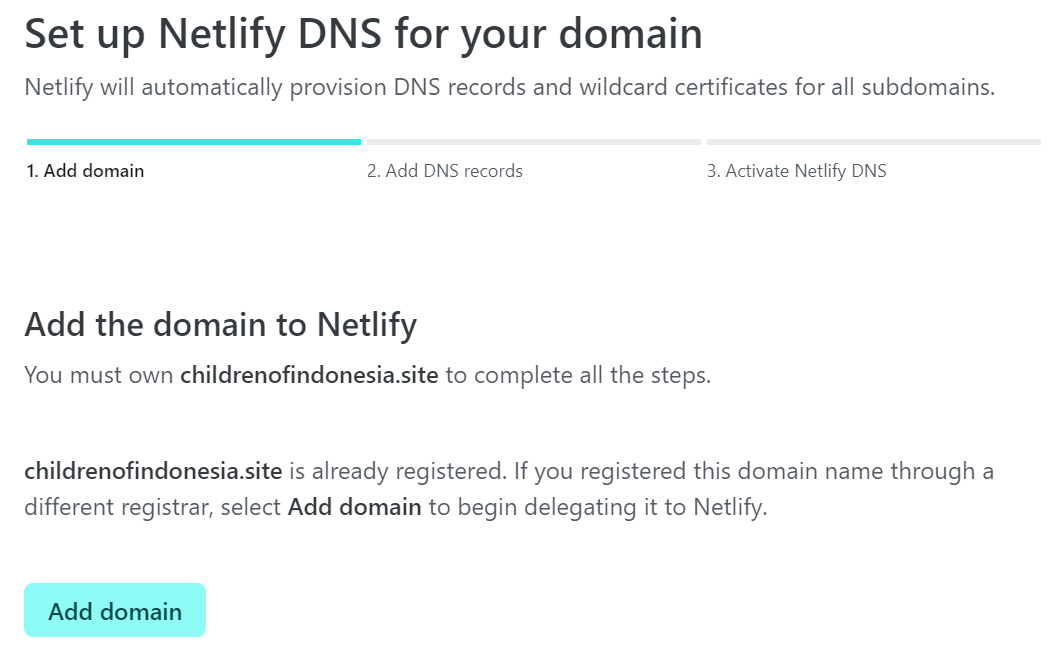 Set up Netlify DNS for your domain
Netlify will automatically provision DNS records and wildcard certificates for all subdomains.
1. Add domain
2. Add DNS records
3. Activate Netlify DNS
Add the domain to Netlify
You must own childrenofindonesia.site to complete all the steps.
childrenofindonesia.site is already registered. If you registered this domain name through a
different registrar, select Add domain to begin delegating it to Netlify.
Add domain